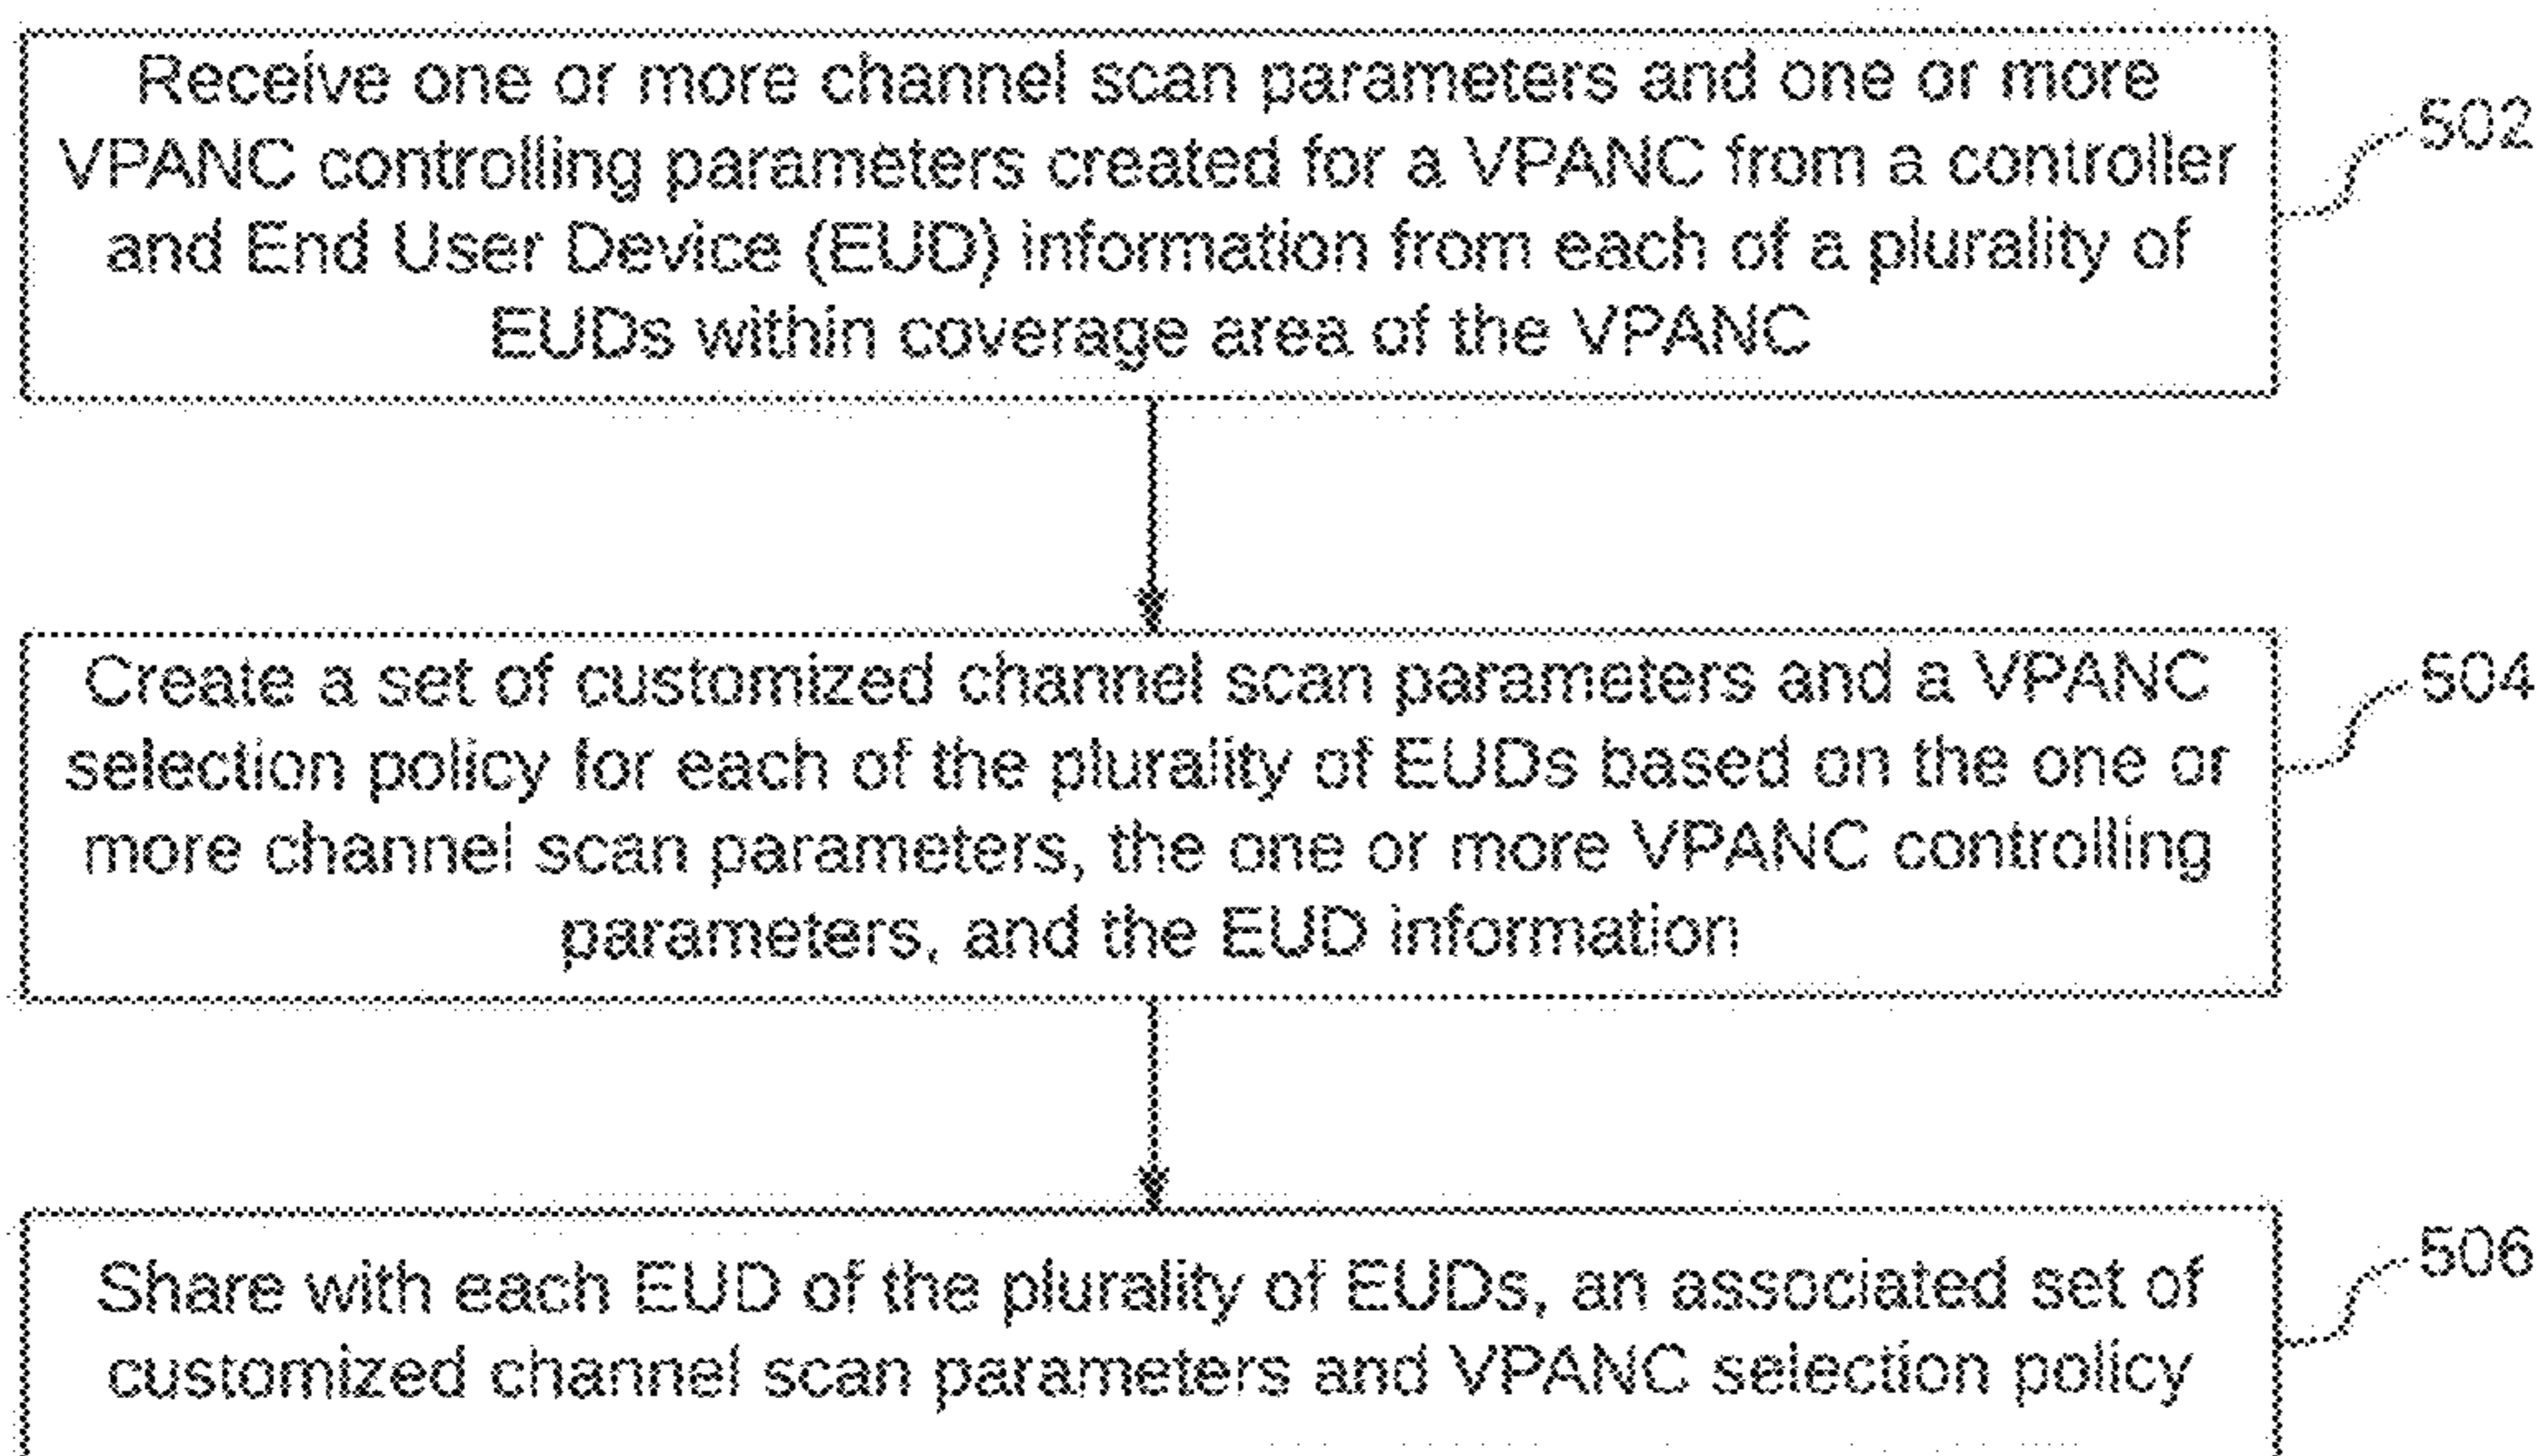 Receive one or more channel scan parameters and one or more
VPANC controlling parameters created for a VPANC from a controller
and End User Device (EUD) information from each of a plurality of
EUDs within coverage area of the VPANC
502
Create a set of customized channel scan parameters and a VPANC
selection policy for each of the plurality of EUDs based on the one or
more channel scan parameters, the one or more VPANC controlling
parameters, and the EUD information
504
Share with each EUD of the plurality of EUDs, an associated set of
customized channel scan parameters and VPANC selection policy
506